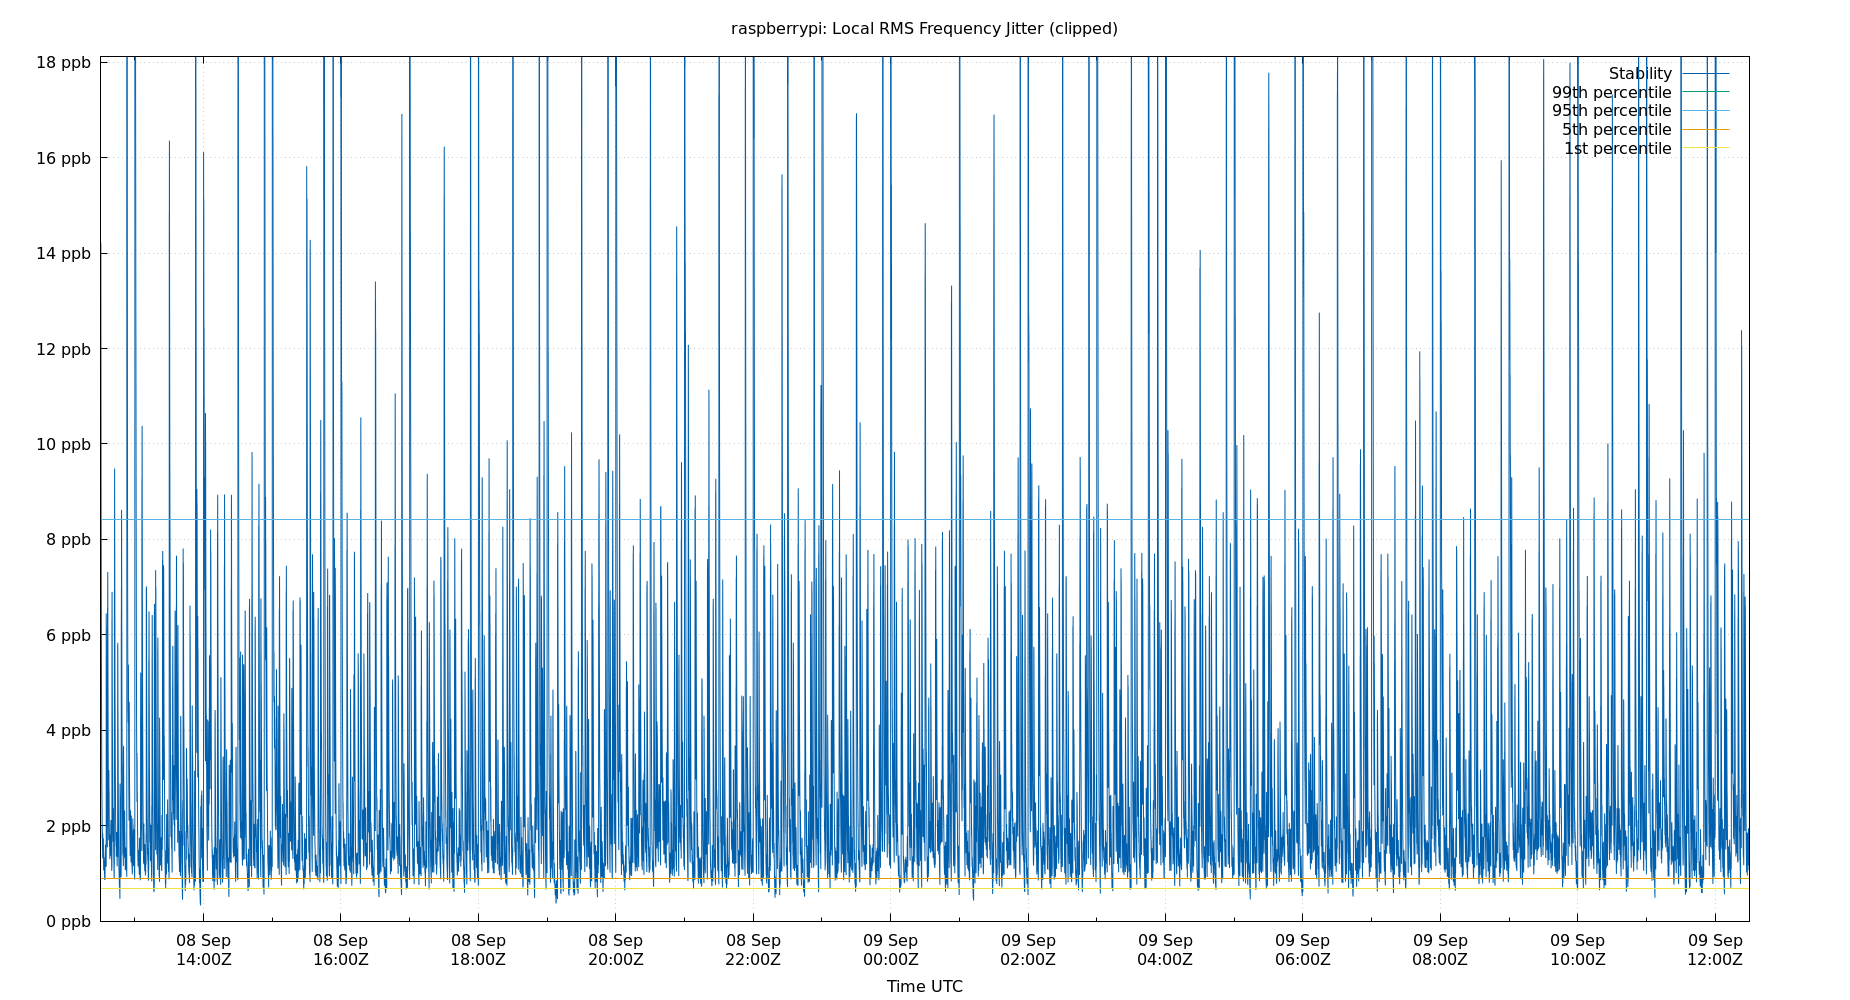 raspberrypi: Local RMS Frequency Jitter (clipped)
18 ppb
16 ppb
14 ppb
12 ppb
10 ppb
8 ppb
6 ppb
4 ppb
2 ppb
0 ppb
Stability
99th percentile
95th percentile
5th percentile
1st percentile
08 Sep 08 Sep 08 Sep 08 Sep 08 Sep 09 Sep 09 Sep 09 Sep 09 Sep 09 Sep 09 Sep 09 Sep
14:00Z 16:00Z 18:00Z 20:00Z 22:00Z 00:00Z 02:00Z 04:00Z 06:00Z 08:00Z 10:00Z 12:00Z
Time UTC